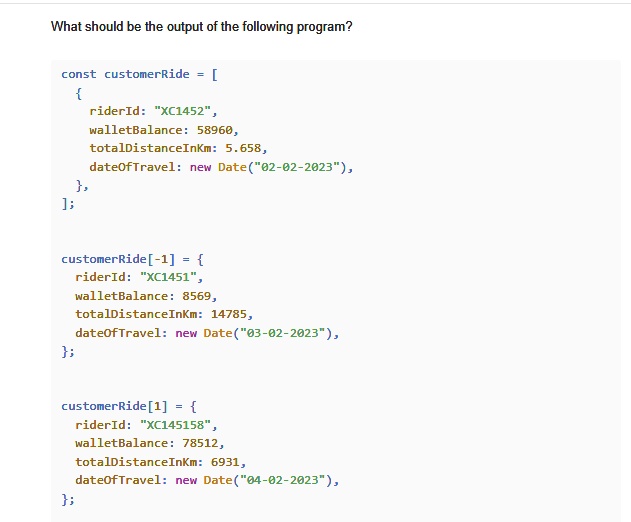 What should be the output of the following program?
const customerRide = [
{
riderId: "XC1452",
walletBalance: 58960,
totalDistanceInKm: 5.658,
dateOfTravel: new Date("02-02-2023"),
},
];
customerRide[-1] = {
riderId: "XC1451",
walletBalance: 8569,
totalDistanceInKm: 14785,
dateOfTravel: new Date("03-02-2023"),
};
customerRide[1] = {
riderId: "XC145158",
walletBalance: 78512,
totalDistanceInKm: 6931,
dateOfTravel: new Date("04-02-2023"),
};